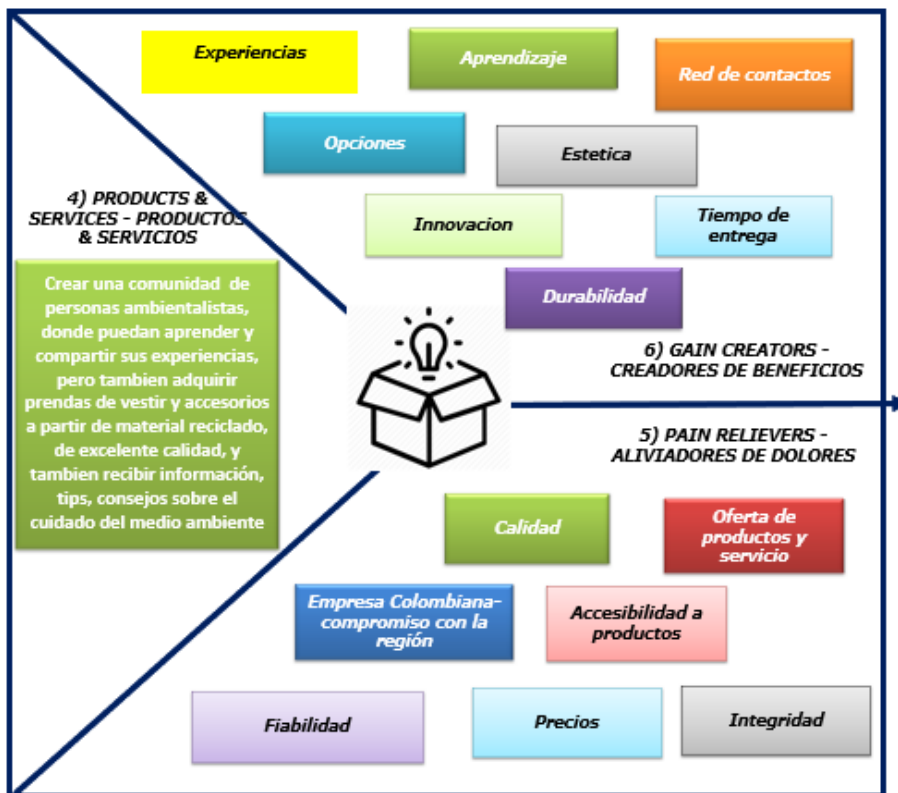 Experiencias
Aprendizaje
Red de contactos
Opciones
Estetica
4) PRODUCTS &
SERVICES - PRODUCTOS
& SERVICIOS
Innovacion
Tiempo de
entrega
Crear una comunidad de
personas ambientalistas,
donde puedan aprender y
compartir sus experiencias,
pero tambien adquirir
prendas de vestir y accesorios
a partir de material reciclado,
de excelente calidad, y
tambien recibir información,
tips, consejos sobre el
cuidado del medio ambiente
Durabilidad
6) GAIN CREATORS -
CREADORES DE BENEFICIOS
5) PAIN RELIEVERS -
ALIVIADORES DE DOLORES
Calidad
Oferta de
productos y
servicio
Empresa Colombiana-
compromiso con la
región
Accesibilidad a
productos
Fiabilidad
Precios
Integridad